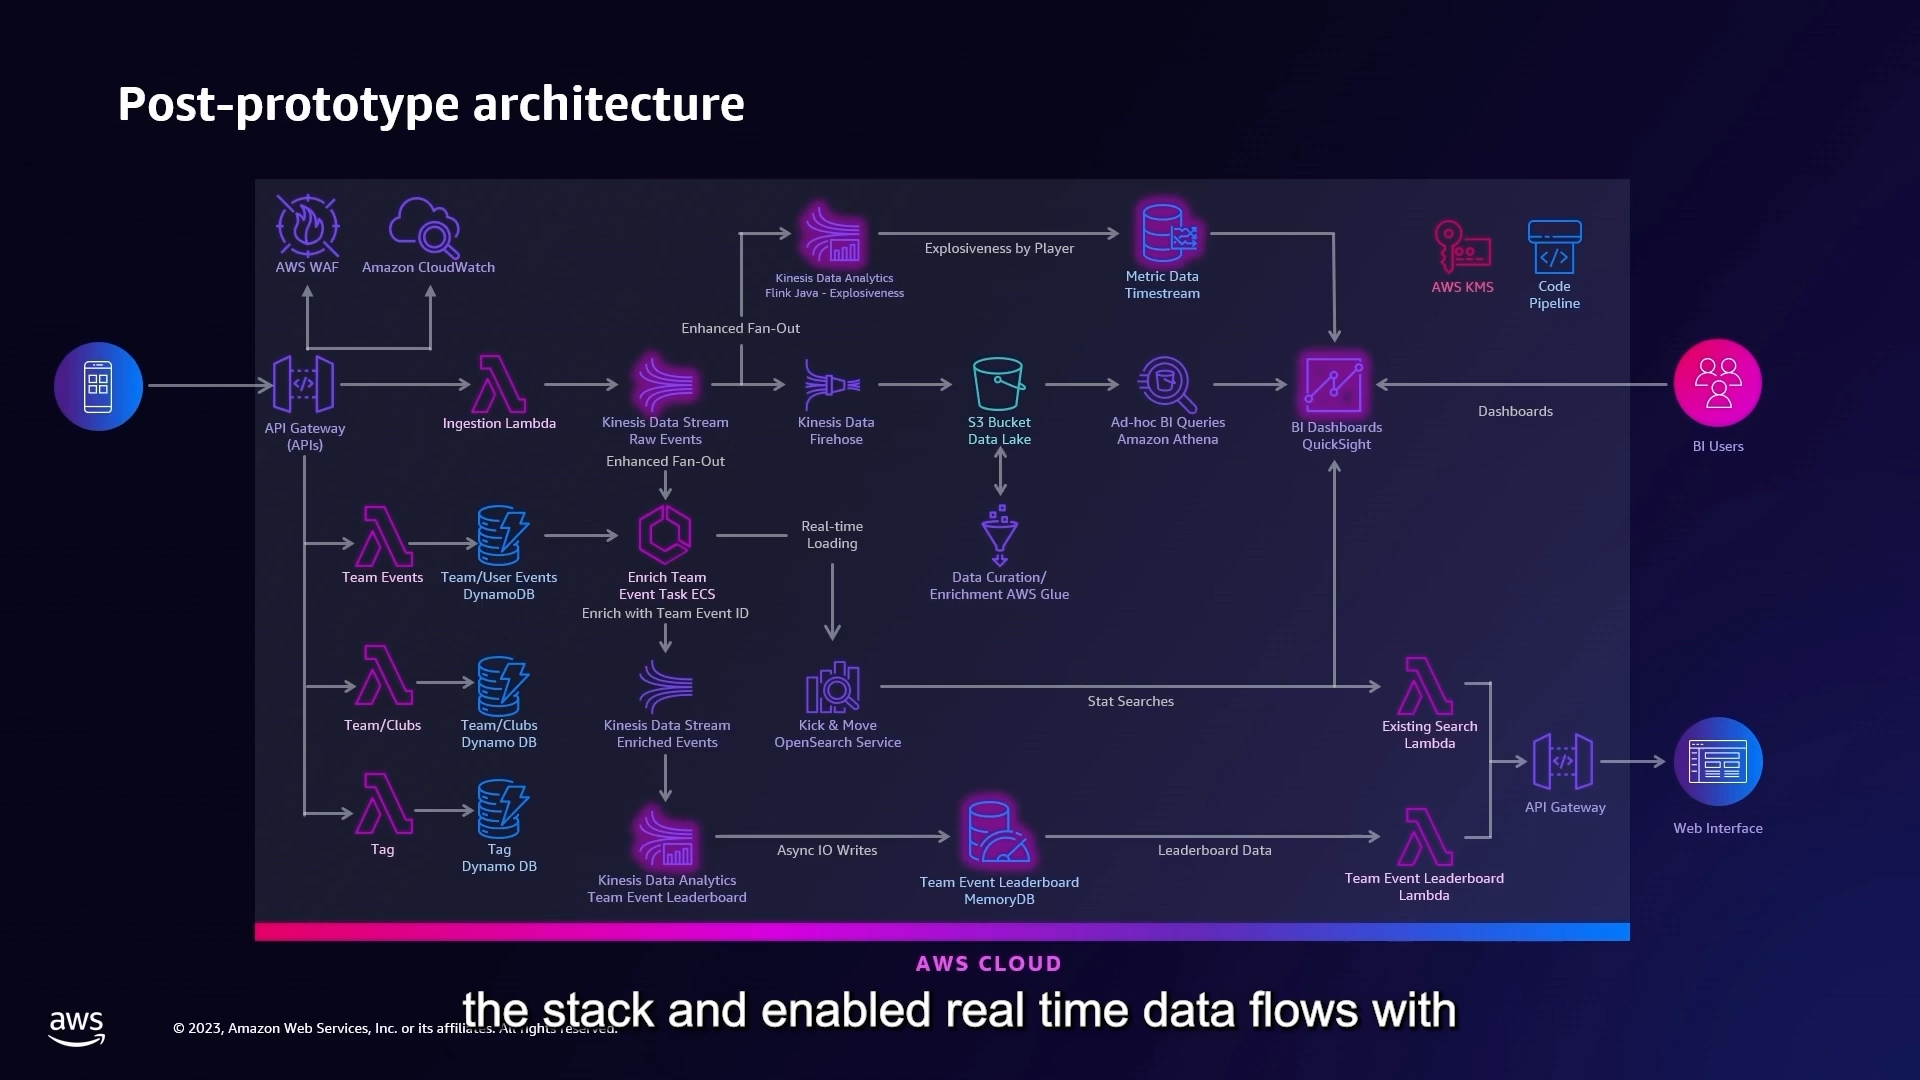 Post-prototype architecture
AWS WAF
Amazon CloudWatch
Kinesis Data Analytics
Flink Java - Explosiveness
Explosiveness by Player
Metric Data
Timestream
AWS KMS
Code
Pipeline
Enhanced Fan-Out
API Gateway
(APIs)
Ingestion Lambda
Kinesis Data Stream
Raw Events
Kinesis Data
Firehose
S3 Bucket
Data Lake
Ad-hoc BI Queries
Amazon Athena
BI Dashboards
QuickSight
Dashboards
BI Users
Enhanced Fan-Out
Team Events
Team/User Events
DynamoDB
Enrich Team
Event Task ECS
Enrich with Team Event ID
Real-time
Loading
Data Curation/
Enrichment AWS Glue
Team/Clubs
Team/Clubs
Dynamo DB
Kinesis Data Stream
Enriched Events
Kick & Move
OpenSearch Service
Stat Searches
Existing Search
Lambda
API Gateway
Web Interface
Tag
Tag
Dynamo DB
Kinesis Data Analytics
Team Event Leaderboard
Async IO Writes
Team Event Leaderboard
MemoryDB
Leaderboard Data
Team Event Leaderboard
Lambda
AWS CLOUD
the stack and enabled real time data flows with
aws
© 2023, Amazon Web Services, Inc. or its affiliates. All rights reserved.